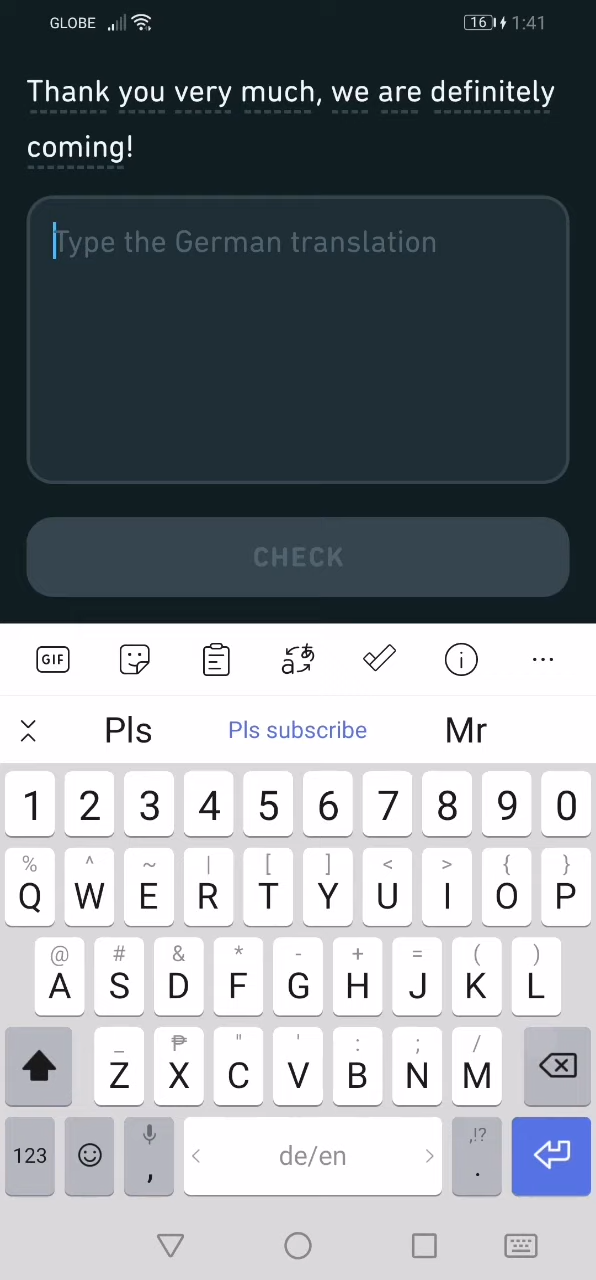 GLOBE 16 1:41
Thank you very much, we are definitely
coming!
Type the German translation
CHECK
GIF
Pls Pls subscribe Mr
1 2 3 4 5 6 7 8 9 0
% ^ ~ | [ ] < > { }
Q W E R T Y U I O P
@ # & * - + = ( )
A S D F G H J K L
_ ₱ " ' : ; /
Z X C V B N M
,!?
123 , < de/en > .